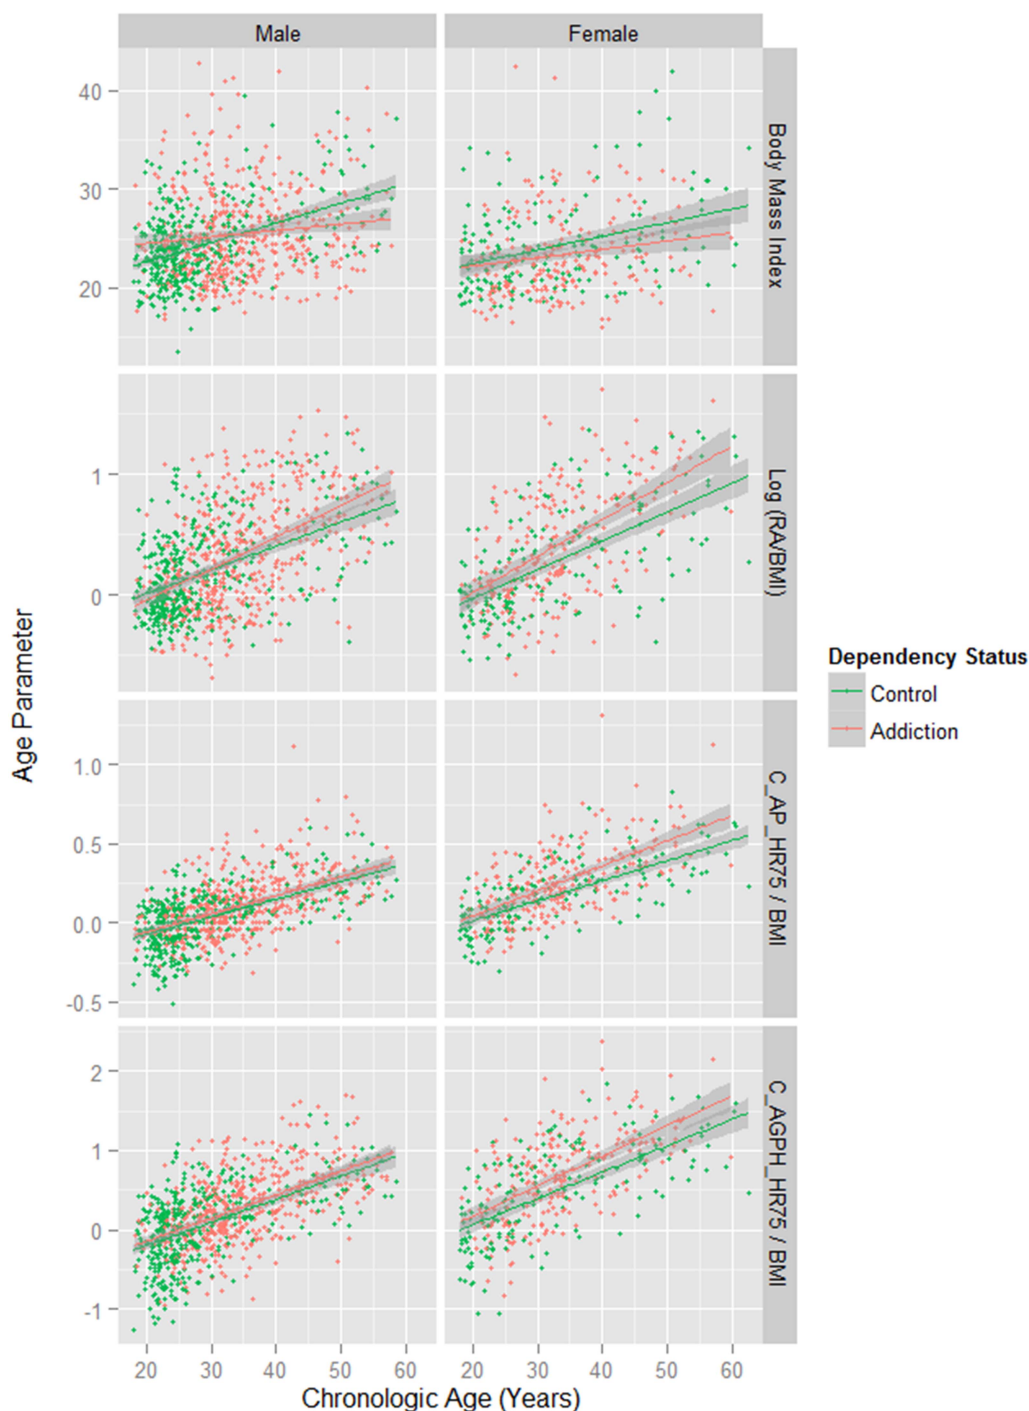 Male
Female
40
30
20
Body Mass Index
1
0
Log (RA/BMI)
1.0
0.5
0.0
-0.5
C_AP_HR75 / BMI
2
1
0
-1
C_AGPH_HR75 / BMI
20 30 40 50 60
20 30 40 50 60
Chronologic Age (Years)
Age Parameter
Dependency Status
Control
Addiction